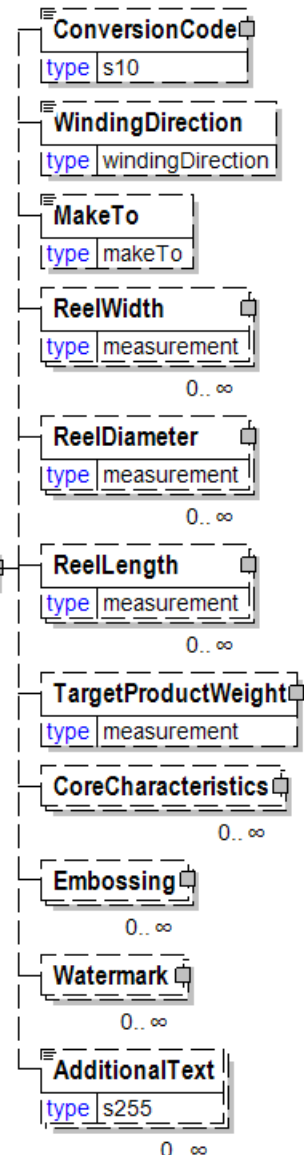 ConversionCode
type s10
WindingDirection
type windingDirection
MakeTo
type makeTo
ReelWidth
type measurement
0.. ∞
ReelDiameter
type measurement
0.. ∞
ReelLength
type measurement
0.. ∞
TargetProductWeight
type measurement
CoreCharacteristics
0.. ∞
Embossing
0.. ∞
Watermark
0.. ∞
AdditionalText
type s255
0.. ∞